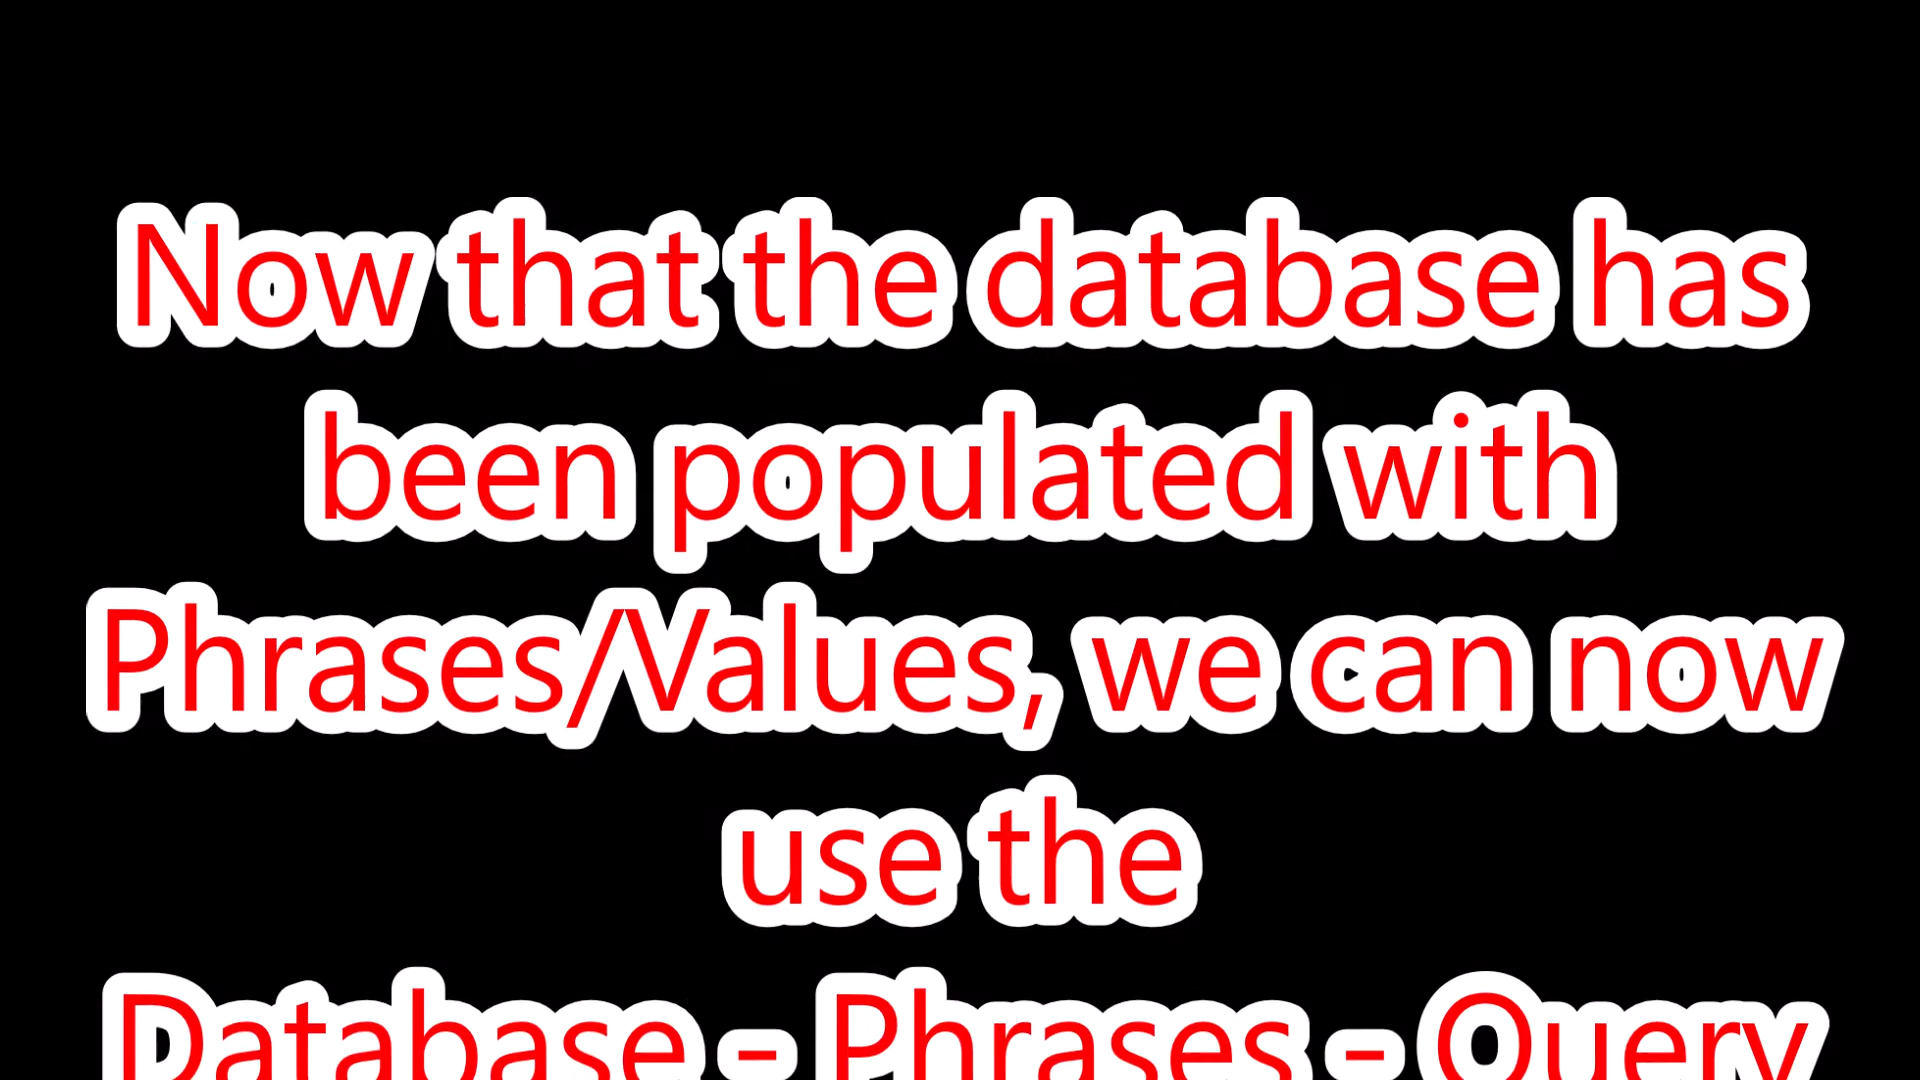 Now that the database has
been populated with
Phrases/Values, we can now
use the
Database - Phrases - Query